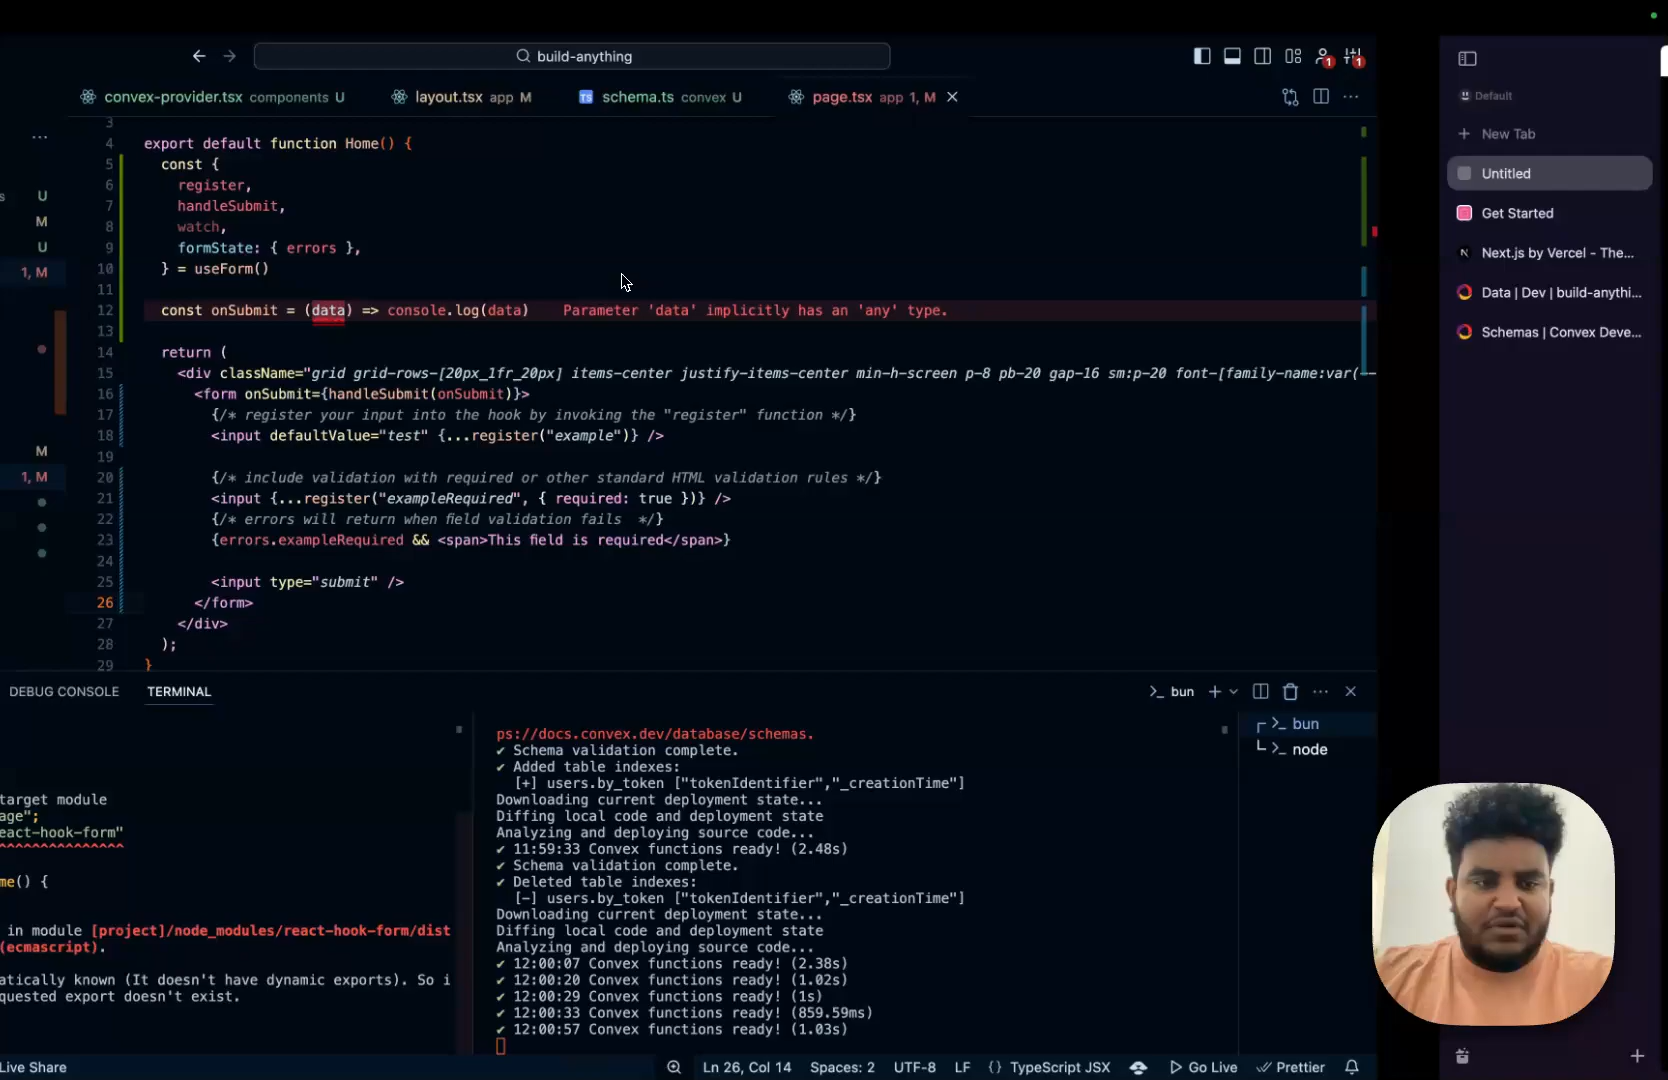 build-anything
1
1
convex-provider.tsx components U
layout.tsx app M
TS schema.ts convex U
page.tsx app 1, M
U
M
U
1, M
M
1, M
3
4 export default function Home() {
5 const {
6 register,
7 handleSubmit,
8 watch,
9 formState: { errors },
10 } = useForm()
11
12 const onSubmit = (data) => console.log(data) Parameter 'data' implicitly has an 'any' type.
13
14 return (
15 <div className="grid grid-rows-[20px_1fr_20px] items-center justify-items-center min-h-screen p-8 pb-20 gap-16 sm:p-20 font-[family-name:var(--
16 <form onSubmit={handleSubmit(onSubmit)}>
17 {/* register your input into the hook by invoking the "register" function */}
18 <input defaultValue="test" {...register("example")} />
19
20 {/* include validation with required or other standard HTML validation rules */}
21 <input {...register("exampleRequired", { required: true })} />
22 {/* errors will return when field validation fails  */}
23 {errors.exampleRequired && <span>This field is required</span>}
24
25 <input type="submit" />
26 </form>
27 </div>
28 );
29 }
DEBUG CONSOLE TERMINAL
bun
target module
age";
eact-hook-form"
^^^^^^^^^^^^^^^
me() {
in module [project]/node_modules/react-hook-form/dist
(ecmascript).
atically known (It doesn't have dynamic exports). So i
quested export doesn't exist.
ps://docs.convex.dev/database/schemas.
✔ Schema validation complete.
✔ Added table indexes:
[+] users.by_token ["tokenIdentifier","_creationTime"]
Downloading current deployment state...
Diffing local code and deployment state
Analyzing and deploying source code...
✔ 11:59:33 Convex functions ready! (2.48s)
✔ Schema validation complete.
✔ Deleted table indexes:
[-] users.by_token ["tokenIdentifier","_creationTime"]
Downloading current deployment state...
Diffing local code and deployment state
Analyzing and deploying source code...
✔ 12:00:07 Convex functions ready! (2.38s)
✔ 12:00:20 Convex functions ready! (1.02s)
✔ 12:00:29 Convex functions ready! (1s)
✔ 12:00:33 Convex functions ready! (859.59ms)
✔ 12:00:57 Convex functions ready! (1.03s)
bun
node
Live Share
Ln 26, Col 14 Spaces: 2 UTF-8 LF {} TypeScript JSX Go Live Prettier
Default
New Tab
Untitled
Get Started
Next.js by Vercel - The...
Data | Dev | build-anythi...
Schemas | Convex Deve...